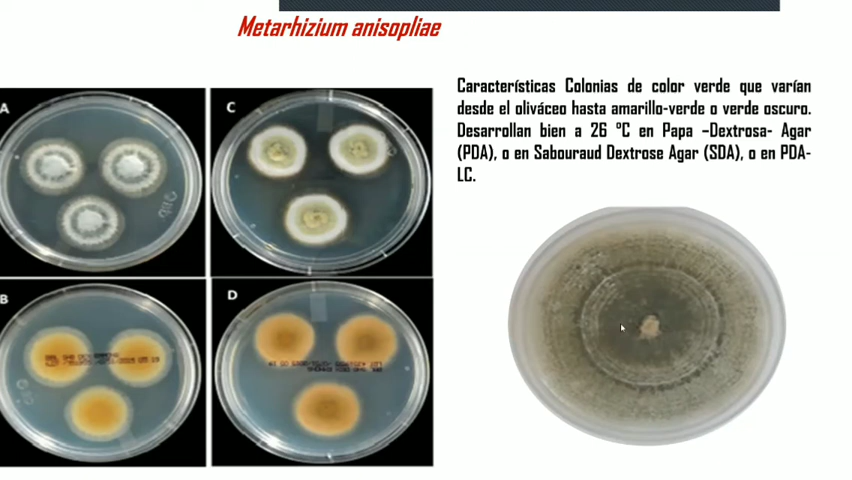 Metarhizium anisopliae
Características Colonias de color verde que varían
desde el oliváceo hasta amarillo-verde o verde oscuro.
Desarrollan bien a 26 °C en Papa –Dextrosa- Agar
(PDA), o en Sabouraud Dextrose Agar (SDA), o en PDA-
LC.
A
C
B
D